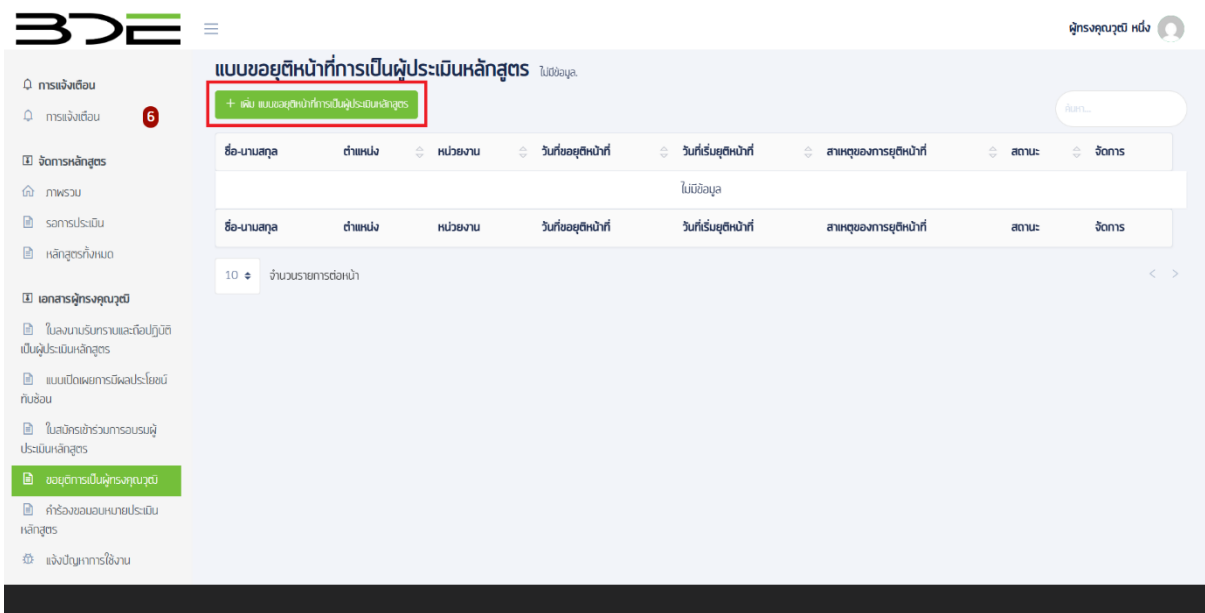 BDE
ผู้ทรงคุณวุฒิ หนึ่ง
การแจ้งเตือน
การแจ้งเตือน 6
จัดการหลักสูตร
ภาพรวม
รอการประเมิน
หลักสูตรทั้งหมด
เอกสารผู้ทรงคุณวุฒิ
ใบลงนามรับทราบและถือปฏิบัติ
เป็นผู้ประเมินหลักสูตร
แบบเปิดเผยการมีผลประโยชน์
ทับซ้อน
ใบสมัครเข้าร่วมการอบรมผู้
ประเมินหลักสูตร
ขอยุติการเป็นผู้ทรงคุณวุฒิ
คำร้องขอมอบหมายประเมิน
หลักสูตร
แจ้งปัญหาการใช้งาน
แบบขอยุติหน้าที่การเป็นผู้ประเมินหลักสูตร ไม่มีข้อมูล.
+ เพิ่ม แบบขอยุติหน้าที่การเป็นผู้ประเมินหลักสูตร
ค้นหา...
ชื่อ-นามสกุล ตำแหน่ง หน่วยงาน วันที่ขอยุติหน้าที่ วันที่เริ่มยุติหน้าที่ สาเหตุของการยุติหน้าที่ สถานะ จัดการ
ไม่มีข้อมูล
ชื่อ-นามสกุล ตำแหน่ง หน่วยงาน วันที่ขอยุติหน้าที่ วันที่เริ่มยุติหน้าที่ สาเหตุของการยุติหน้าที่ สถานะ จัดการ
10 จำนวนรายการต่อหน้า < >